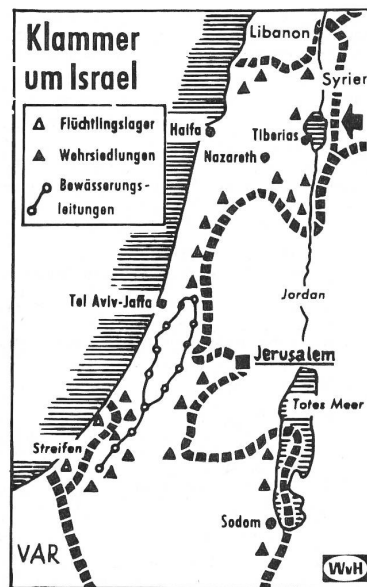 Klammer
um Israel
Flüchtlingslager
Wehrsiedlungen
Bewässerungs-
leitungen
Libanon
Syrien
Haifa
Tiberias
Nazareth
Jordan
Tel Aviv-Jaffa
Jerusalem
Totes Meer
Streifen
Sodom
VAR
WvH